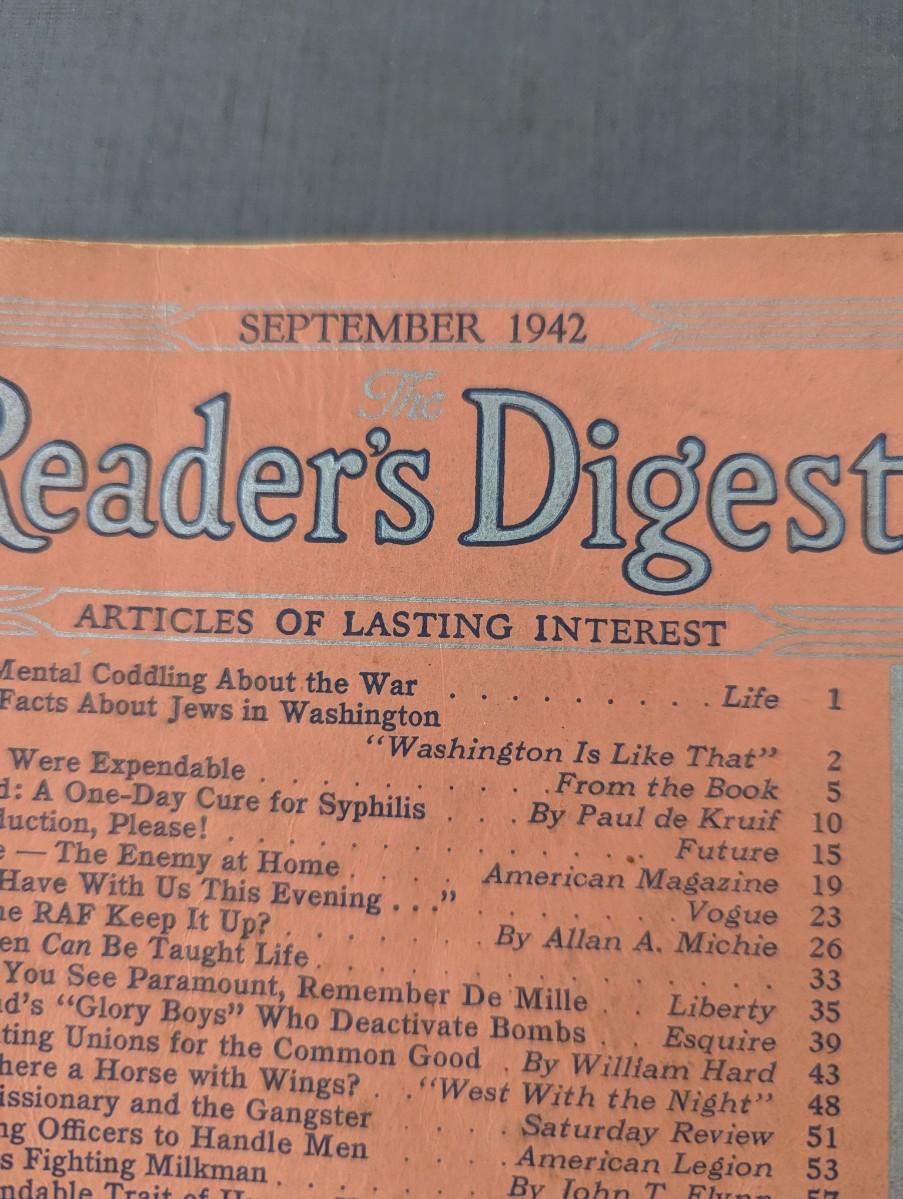 SEPTEMBER 1942
The
Reader's Digest
ARTICLES OF LASTING INTEREST
Mental Coddling About the War . . . . . . . . . Life 1
Facts About Jews in Washington
"Washington Is Like That" 2
Were Expendable . . . . . . . . . . From the Book 5
: A One-Day Cure for Syphilis . . . By Paul de Kruif 10
Please! . . . . . . . . . . . . . . Future 15
— The Enemy at Home . . . . American Magazine 19
Have With Us This Evening . . ." . . . . . . . Vogue 23
RAF Keep It Up? . . . . . . . By Allan A. Michie 26
Can Be Taught Life . . . . . . . . . . . . . . 33
You See Paramount, Remember De Mille . . Liberty 35
"Glory Boys" Who Deactivate Bombs . . Esquire 39
Unions for the Common Good . By William Hard 43
a Horse with Wings? . . "West With the Night" 48
and the Gangster . . . . . Saturday Review 51
Officers to Handle Men . . . . American Legion 53
Fighting Milkman . . . . . . . . By John T. Flynn 57
Trait of